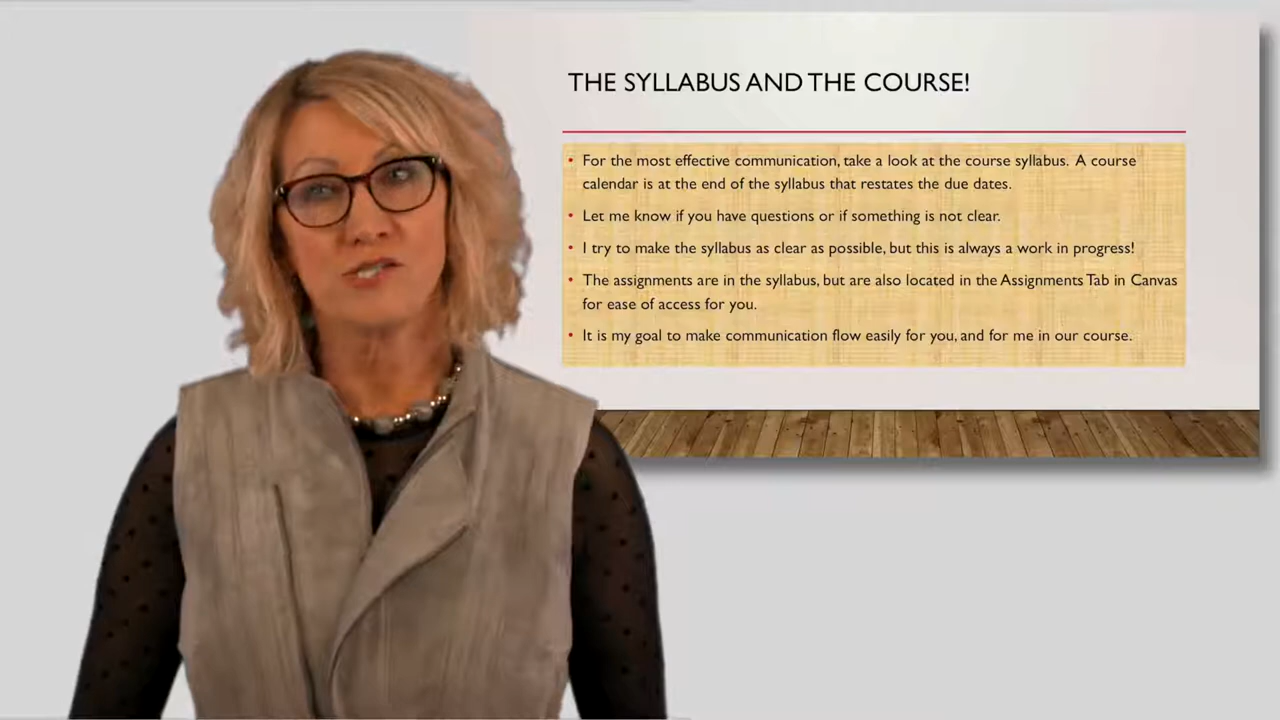 THE SYLLABUS AND THE COURSE!
• For the most effective communication, take a look at the course syllabus. A course
calendar is at the end of the syllabus that restates the due dates.
• Let me know if you have questions or if something is not clear.
• I try to make the syllabus as clear as possible, but this is always a work in progress!
• The assignments are in the syllabus, but are also located in the Assignments Tab in Canvas
for ease of access for you.
• It is my goal to make communication flow easily for you, and for me in our course.